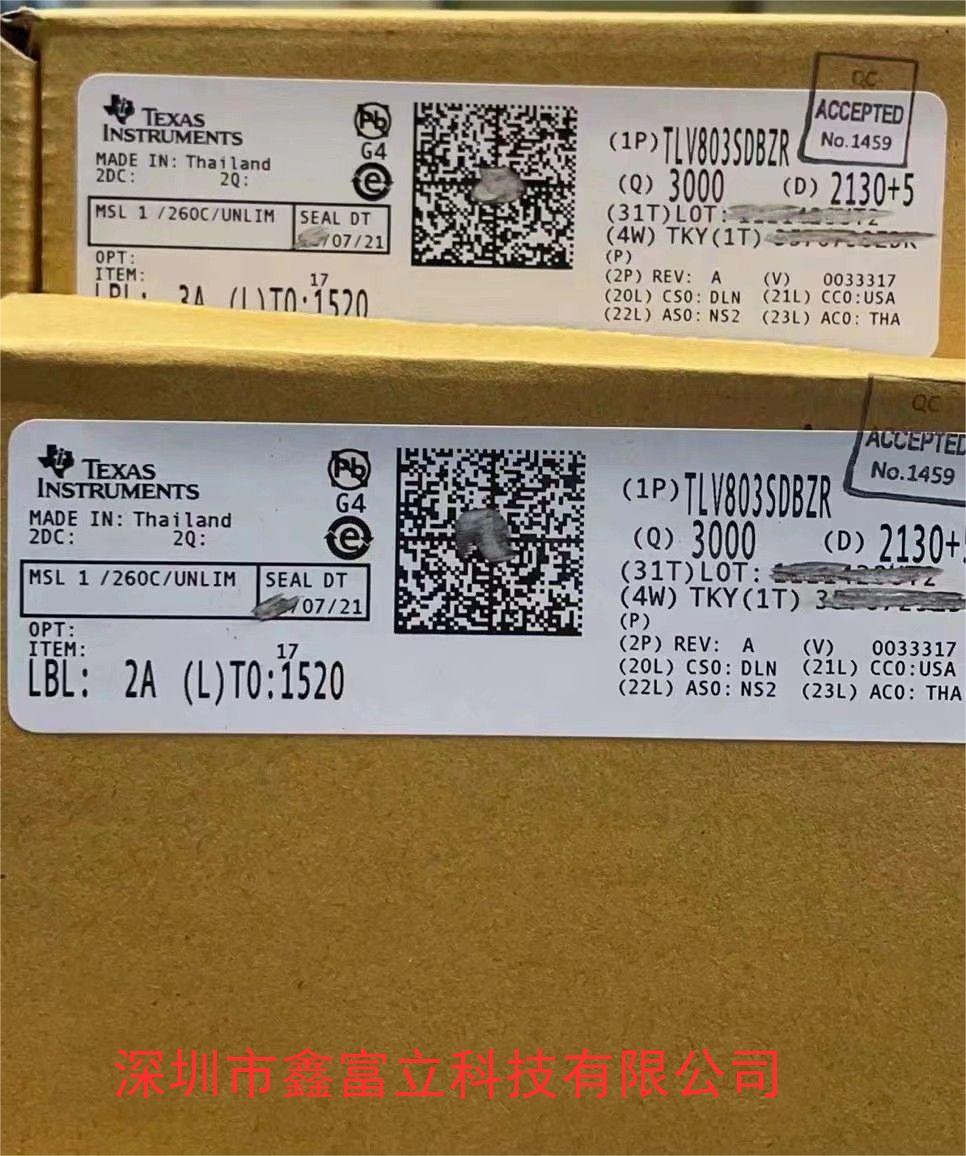 QC
ACCEPTED
No.1459
TEXAS
INSTRUMENTS
MADE IN: Thailand
2DC: 2Q:
MSL 1 /260C/UNLIM
SEAL DT
07/21
OPT:
ITEM:
17
LBL: 3A (L)TO:1520
Pb
G4
e
(1P)TLV803SDBZR
(Q) 3000 (D) 2130+5
(31T)LOT:
(4W) TKY(1T)
(P)
(2P) REV: A (V) 0033317
(20L) CSO: DLN (21L) CCO:USA
(22L) ASO: NS2 (23L) ACO: THA
QC
ACCEPTED
No.1459
TEXAS
INSTRUMENTS
MADE IN: Thailand
2DC: 2Q:
MSL 1 /260C/UNLIM
SEAL DT
07/21
OPT:
ITEM:
17
LBL: 2A (L)TO:1520
Pb
G4
e
(1P)TLV803SDBZR
(Q) 3000 (D) 2130+
(31T)LOT:
(4W) TKY(1T) 3
(P)
(2P) REV: A (V) 0033317
(20L) CSO: DLN (21L) CCO:USA
(22L) ASO: NS2 (23L) ACO: THA
深圳市鑫富立科技有限公司